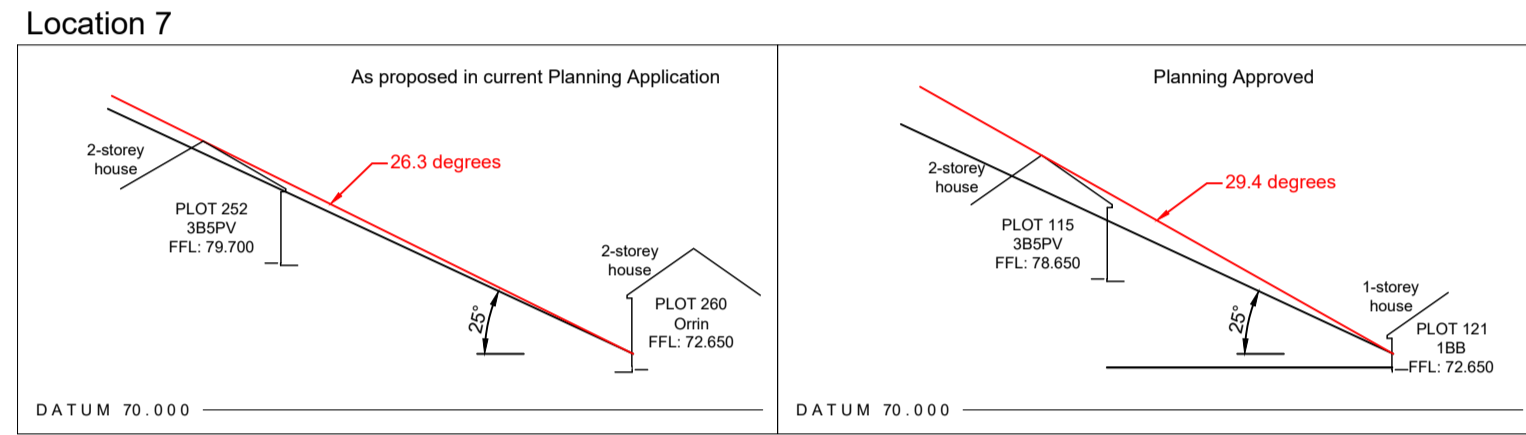 Location 7
As proposed in current Planning Application
2-storey
house
26.3 degrees
PLOT 252
3B5PV
FFL: 79.700
2-storey
house
PLOT 260
Orrin
FFL: 72.650
25°
DATUM 70.000
Planning Approved
2-storey
house
29.4 degrees
PLOT 115
3B5PV
FFL: 78.650
1-storey
house
PLOT 121
1BB
FFL: 72.650
25°
DATUM 70.000